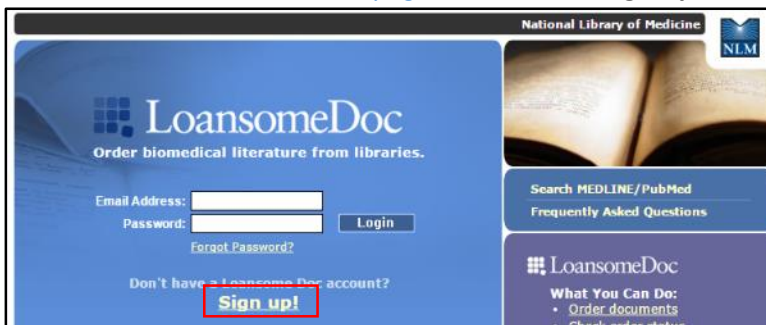 National Library of Medicine
NLM
LoansomeDoc
Order biomedical literature from libraries.
Email Address:
Password:
Login
Forgot Password?
Don't have a Loansome Doc account?
Sign up!
Search MEDLINE/PubMed
Frequently Asked Questions
LoansomeDoc
What You Can Do:
• Order documents